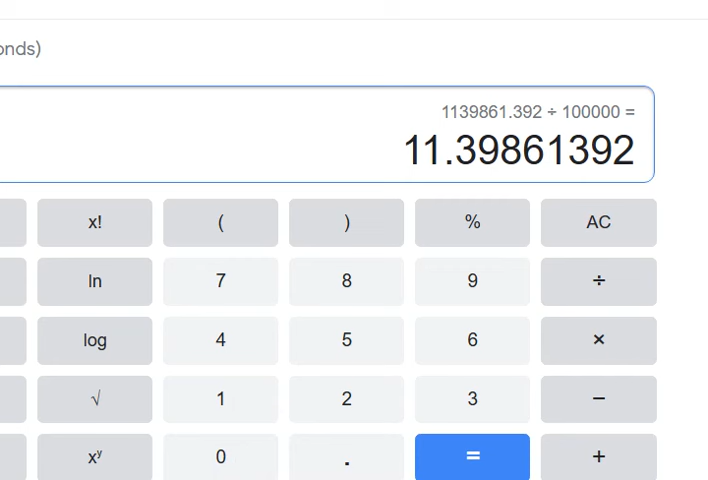 onds)
1139861.392 ÷ 100000 =
11.39861392
x! ( ) % AC
ln 7 8 9 ÷
log 4 5 6 ×
√ 1 2 3 −
xʸ 0 . = +